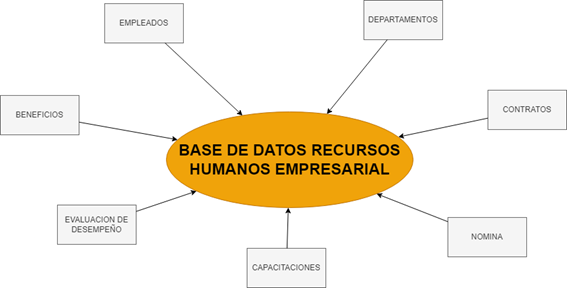 EMPLEADOS
DEPARTAMENTOS
BENEFICIOS
CONTRATOS
BASE DE DATOS RECURSOS
HUMANOS EMPRESARIAL
EVALUACION DE
DESEMPEÑO
NOMINA
CAPACITACIONES